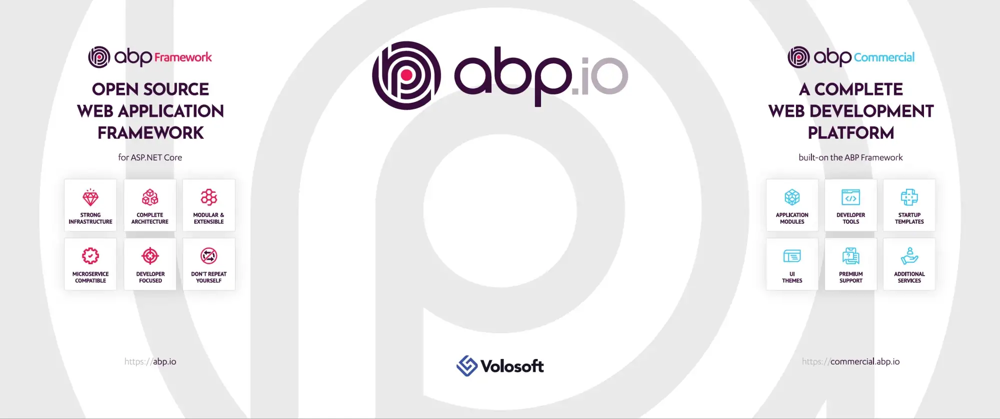 abp Framework
OPEN SOURCE
WEB APPLICATION
FRAMEWORK
for ASP.NET Core
STRONG
INFRASTRUCTURE
COMPLETE
ARCHITECTURE
MODULAR &
EXTENSIBLE
MICROSERVICE
COMPATIBLE
DEVELOPER
FOCUSED
DON'T REPEAT
YOURSELF
https://abp.io
abp.io
Volosoft
abp Commercial
A COMPLETE
WEB DEVELOPMENT
PLATFORM
built-on the ABP Framework
APPLICATION
MODULES
DEVELOPER
TOOLS
STARTUP
TEMPLATES
UI
THEMES
PREMIUM
SUPPORT
ADDITIONAL
SERVICES
https://commercial.abp.io